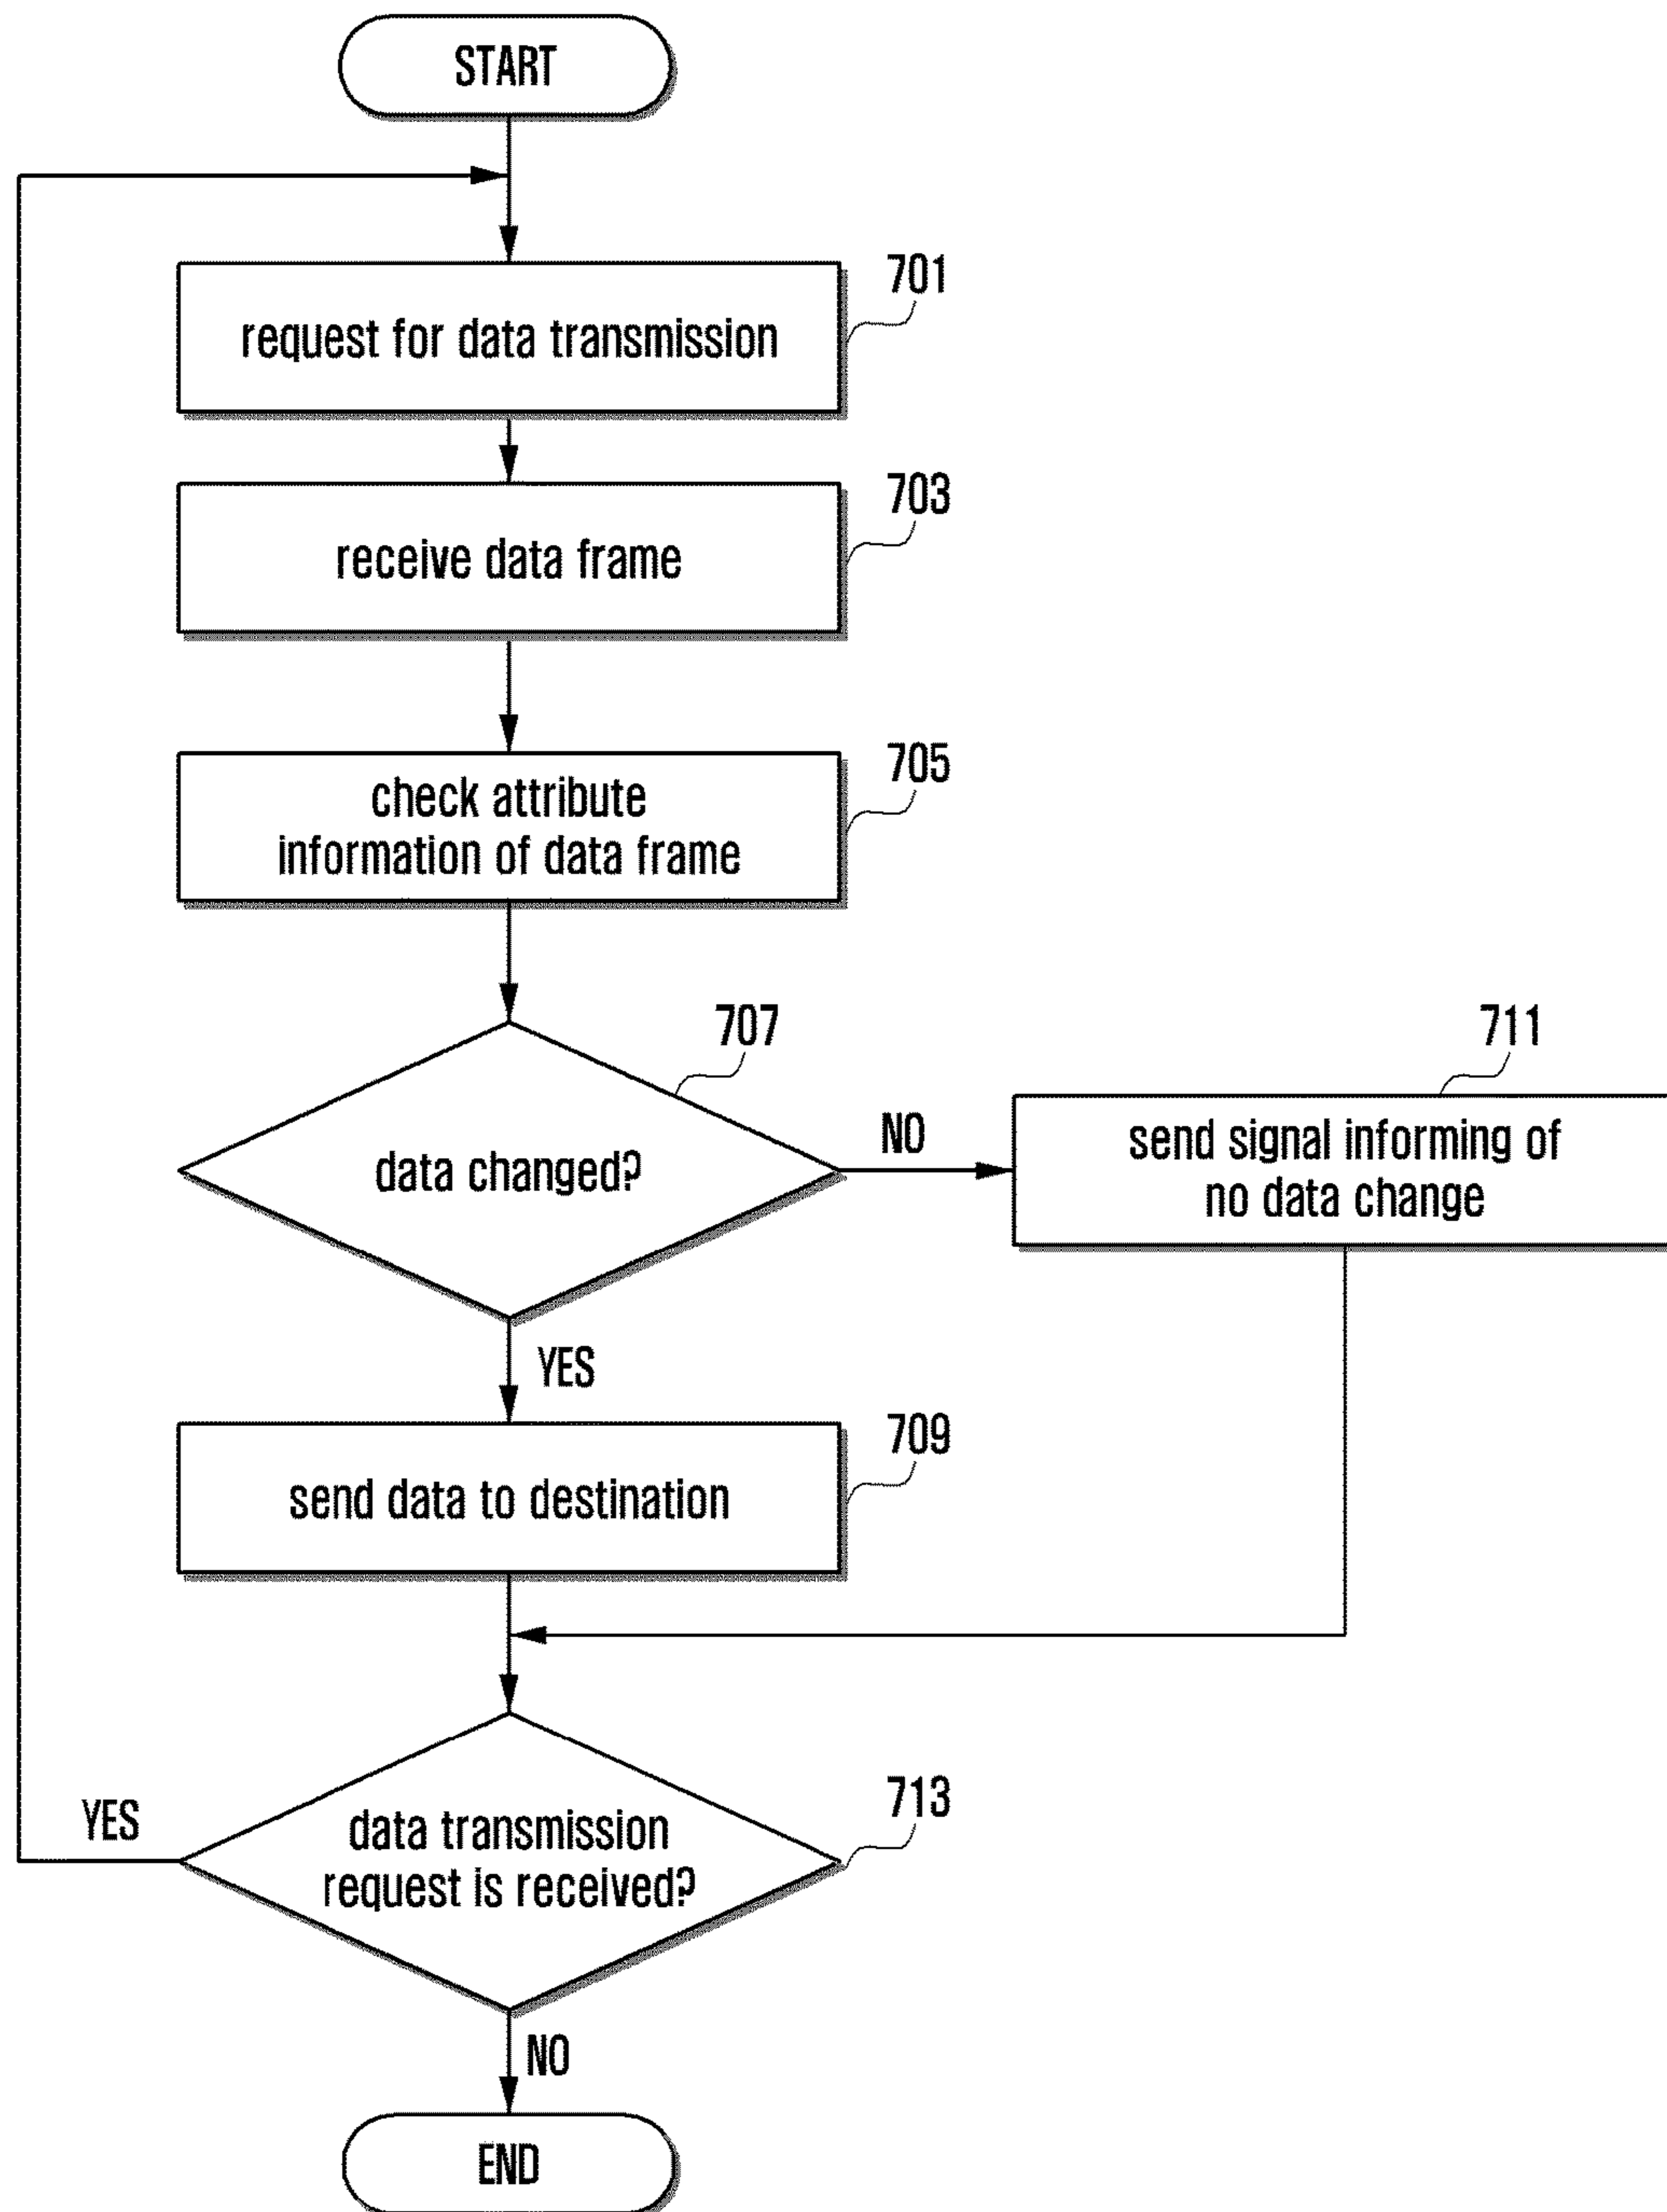 START
701
request for data transmission
703
receive data frame
705
check attribute
information of data frame
707
data changed?
NO
711
send signal informing of
no data change
YES
709
send data to destination
713
data transmission
request is received?
YES
NO
END